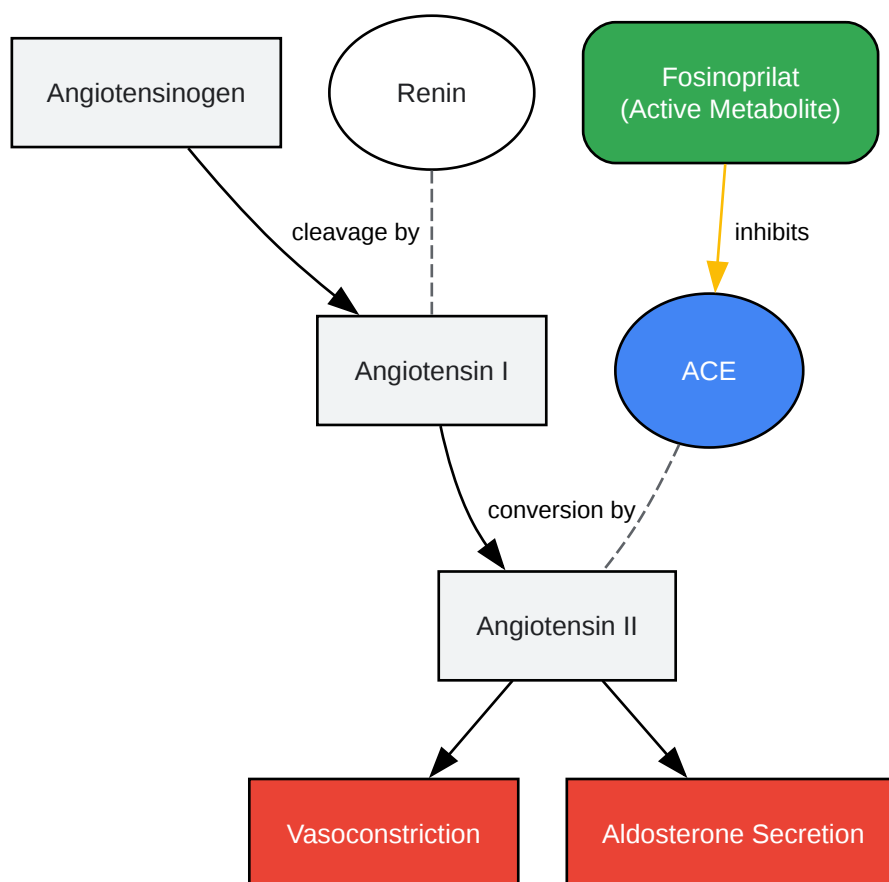 Angiotensinogen
Renin
Fosinoprilat
(Active Metabolite)
cleavage by
inhibits
Angiotensin I
ACE
conversion by
Angiotensin II
Vasoconstriction
Aldosterone Secretion